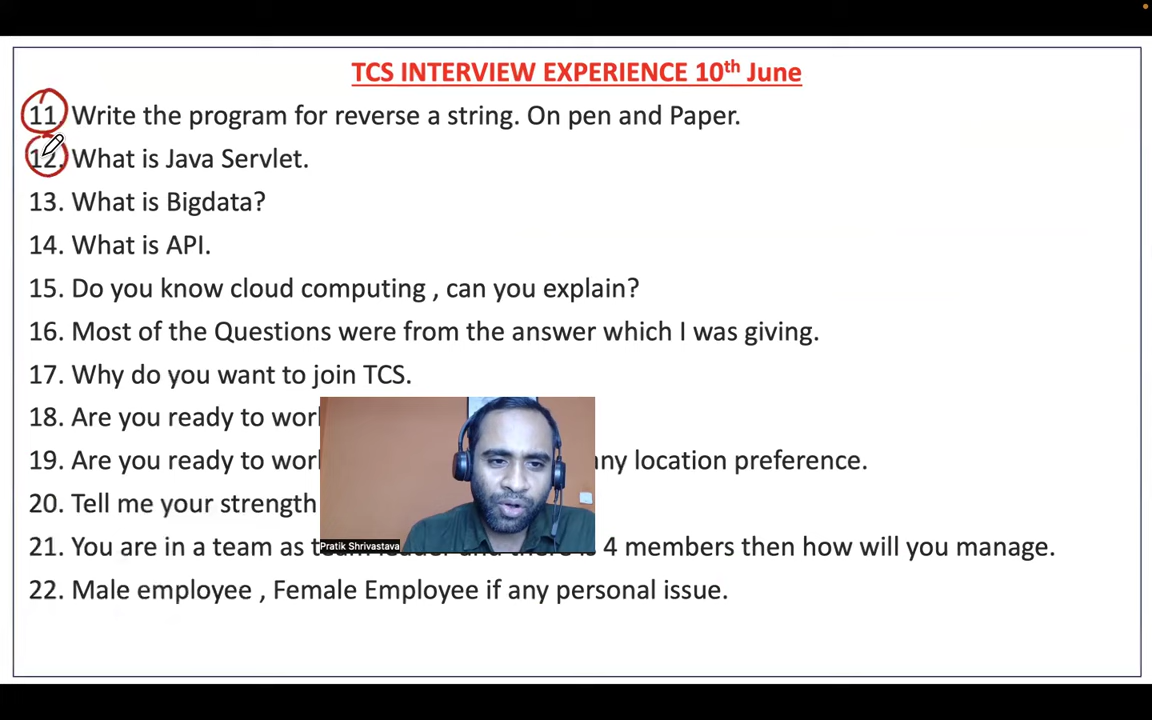 TCS INTERVIEW EXPERIENCE 10th June
11. Write the program for reverse a string. On pen and Paper.
12. What is Java Servlet.
13. What is Bigdata?
14. What is API.
15. Do you know cloud computing , can you explain?
16. Most of the Questions were from the answer which I was giving.
17. Why do you want to join TCS.
18. Are you ready to
19. Are you ready to location preference.
20. Tell me your strength
21. You are in a team as 4 members then how will you manage.
Pratik Shrivastava
22. Male employee , Female Employee if any personal issue.